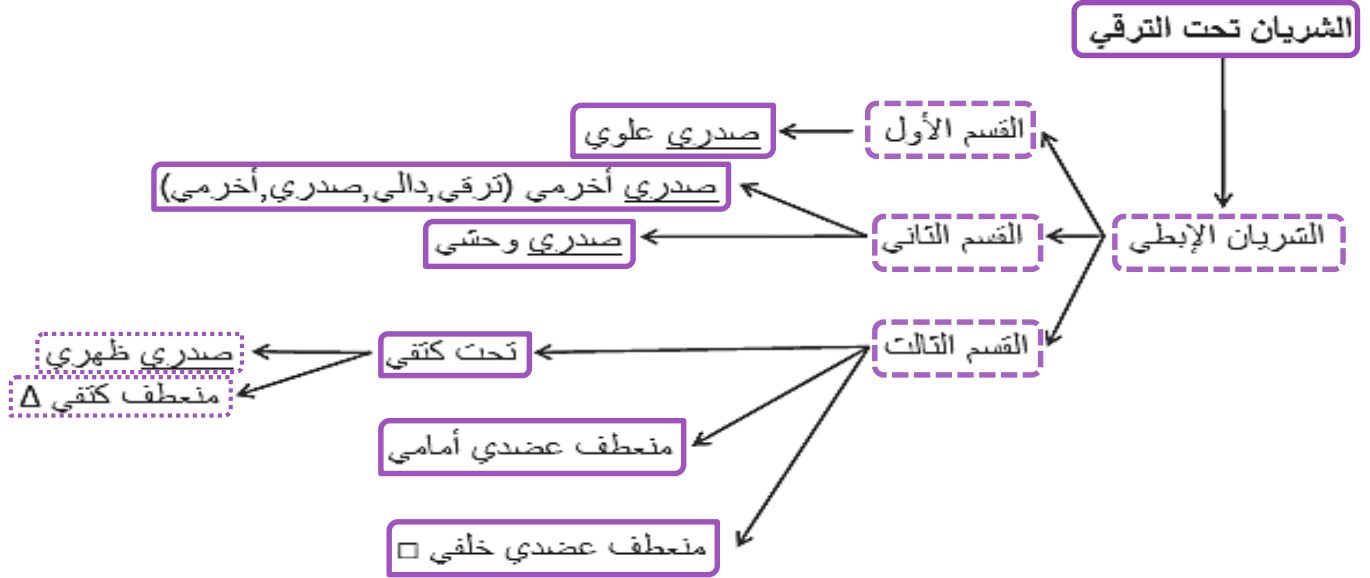 الشريان تحت الترقي
القسم الأول
صدري علوي
صدري أخرمي (ترقي,دالي,صدري,أخرمي)
الشريان الإبطي
القسم الثاني
صدري وحشي
القسم الثالث
تحت كتفي
صدري ظهري
منعطف كتفي Δ
منعطف عضدي أمامي
منعطف عضدي خلفي □